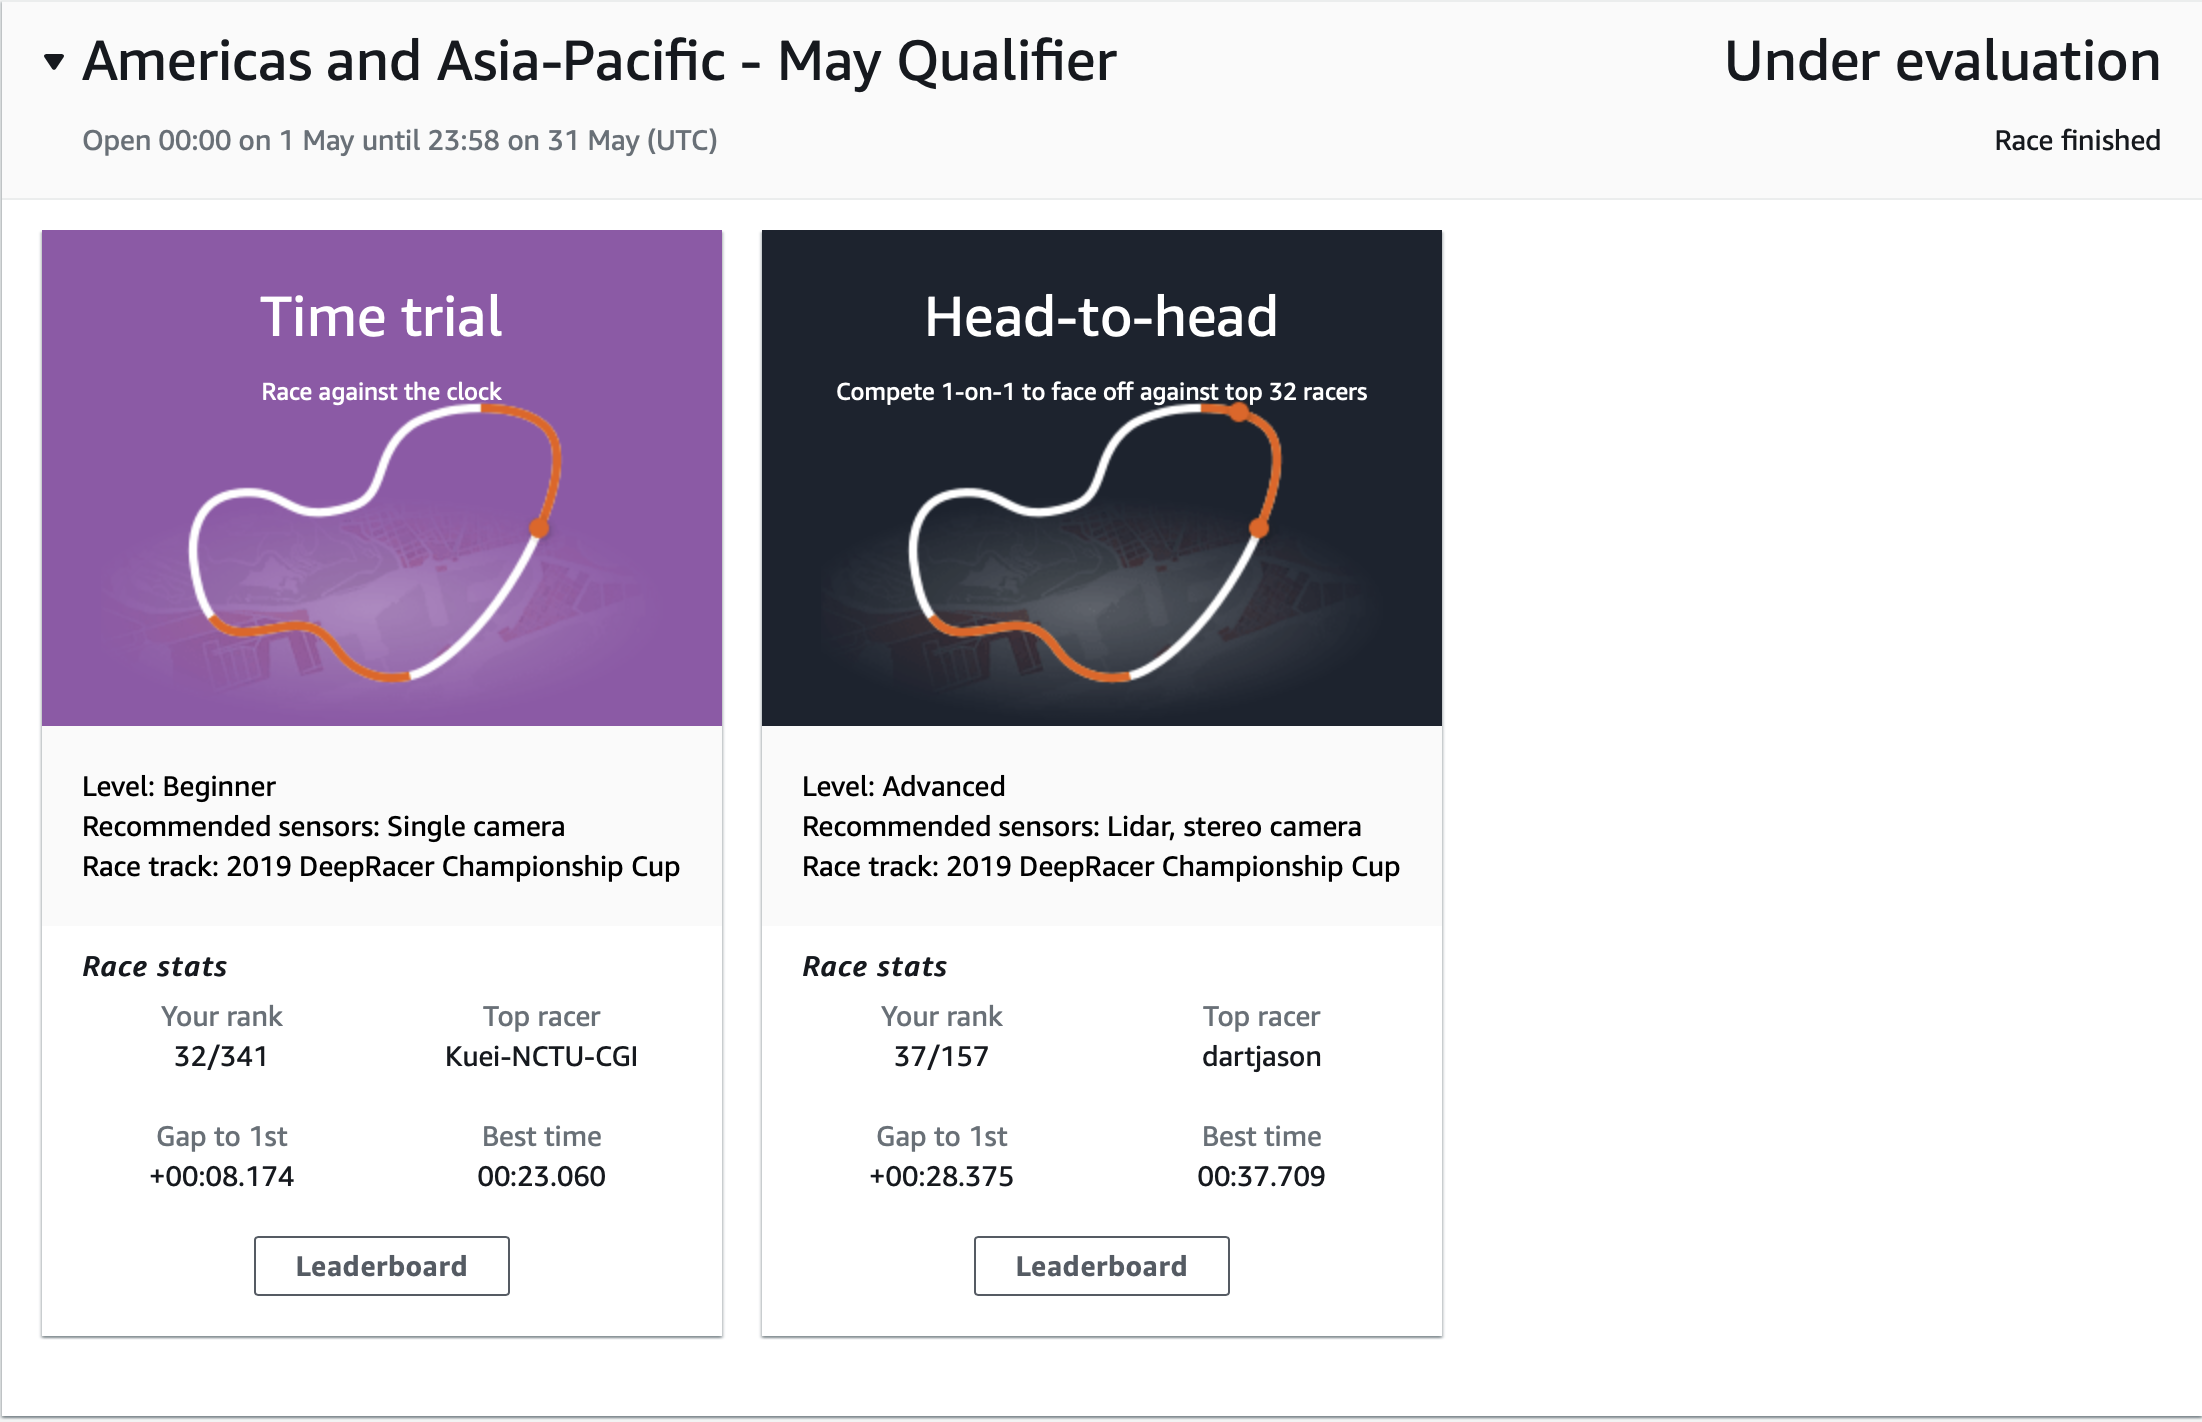 Americas and Asia-Pacific - May Qualifier
Under evaluation
Open 00:00 on 1 May until 23:58 on 31 May (UTC)
Race finished
Time trial
Race against the clock
Level: Beginner
Recommended sensors: Single camera
Race track: 2019 DeepRacer Championship Cup
Race stats
Your rank
Top racer
32/341
Kuei-NCTU-CGI
Gap to 1st
Best time
+00:08.174
00:23.060
Leaderboard
Head-to-head
Compete 1-on-1 to face off against top 32 racers
Level: Advanced
Recommended sensors: Lidar, stereo camera
Race track: 2019 DeepRacer Championship Cup
Race stats
Your rank
Top racer
37/157
dartjason
Gap to 1st
Best time
+00:28.375
00:37.709
Leaderboard